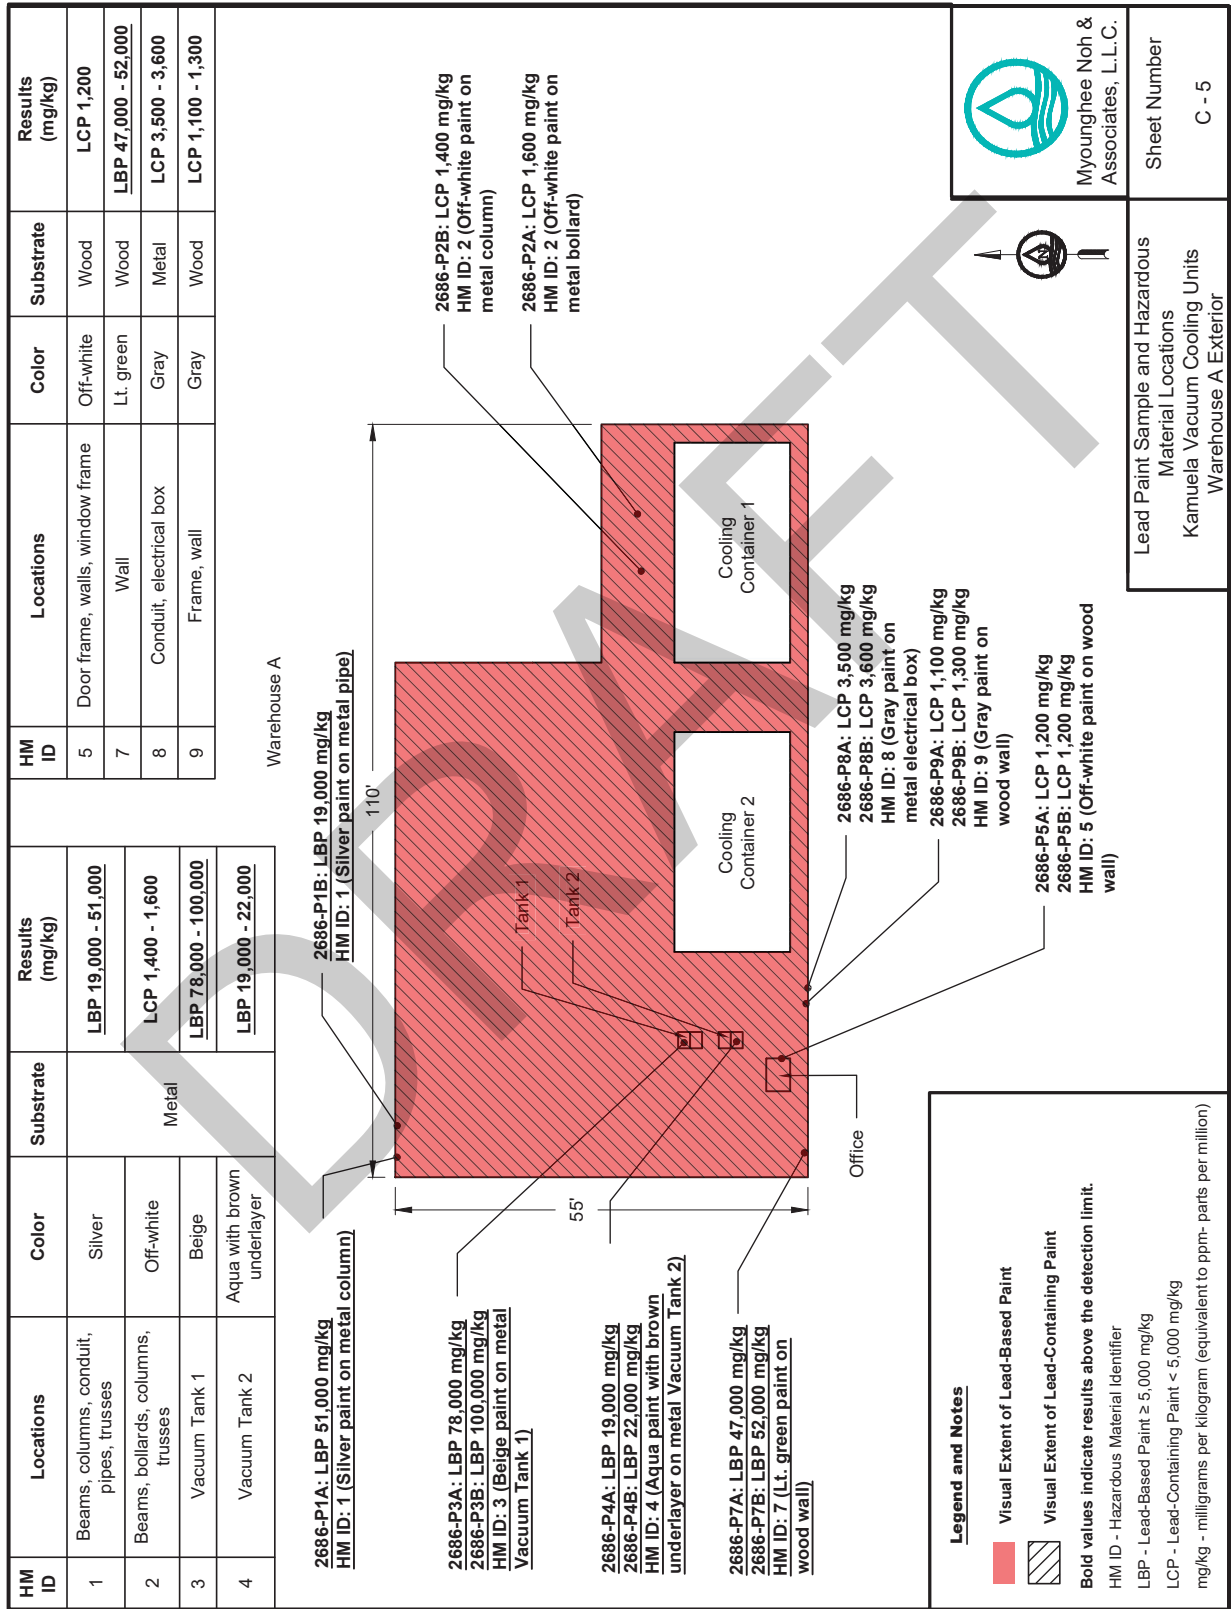 HM ID Locations Color Substrate Results (mg/kg)
1 Beams, columns, conduit, pipes, trusses Silver Metal LBP 19,000 - 51,000
2 Beams, bollards, columns, trusses Off-white LCP 1,400 - 1,600
3 Vacuum Tank 1 Beige LBP 78,000 - 100,000
4 Vacuum Tank 2 Aqua with brown underlayer LBP 19,000 - 22,000
HM ID Locations Color Substrate Results (mg/kg)
5 Door frame, walls, window frame Off-white Wood LCP 1,200
7 Wall Lt. green Wood LBP 47,000 - 52,000
8 Conduit, electrical box Gray Metal LCP 3,500 - 3,600
9 Frame, wall Gray Wood LCP 1,100 - 1,300
Warehouse A
2686-P1A: LBP 51,000 mg/kg
HM ID: 1 (Silver paint on metal column)
2686-P1B: LBP 19,000 mg/kg
HM ID: 1 (Silver paint on metal pipe)
110'
2686-P2B: LCP 1,400 mg/kg
HM ID: 2 (Off-white paint on
metal column)
2686-P2A: LCP 1,600 mg/kg
HM ID: 2 (Off-white paint on
metal bollard)
2686-P3A: LBP 78,000 mg/kg
2686-P3B: LBP 100,000 mg/kg
HM ID: 3 (Beige paint on metal
Vacuum Tank 1)
55'
Tank 1
Tank 2
2686-P4A: LBP 19,000 mg/kg
2686-P4B: LBP 22,000 mg/kg
HM ID: 4 (Aqua paint with brown
underlayer on metal Vacuum Tank 2)
Cooling
Container 2
Cooling
Container 1
2686-P7A: LBP 47,000 mg/kg
2686-P7B: LBP 52,000 mg/kg
HM ID: 7 (Lt. green paint on
wood wall)
Office
2686-P8A: LCP 3,500 mg/kg
2686-P8B: LCP 3,600 mg/kg
HM ID: 8 (Gray paint on
metal electrical box)
2686-P9A: LCP 1,100 mg/kg
2686-P9B: LCP 1,300 mg/kg
HM ID: 9 (Gray paint on
wood wall)
2686-P5A: LCP 1,200 mg/kg
2686-P5B: LCP 1,200 mg/kg
HM ID: 5 (Off-white paint on wood
wall)
DRAFT
Legend and Notes
Visual Extent of Lead-Based Paint
Visual Extent of Lead-Containing Paint
Bold values indicate results above the detection limit.
HM ID - Hazardous Material Identifier
LBP - Lead-Based Paint ≥ 5,000 mg/kg
LCP - Lead-Containing Paint < 5,000 mg/kg
mg/kg - milligrams per kilogram (equivalent to ppm- parts per million)
N
Myounghee Noh &
Associates, L.L.C.
Lead Paint Sample and Hazardous
Material Locations
Kamuela Vacuum Cooling Units
Warehouse A Exterior
Sheet Number
C - 5